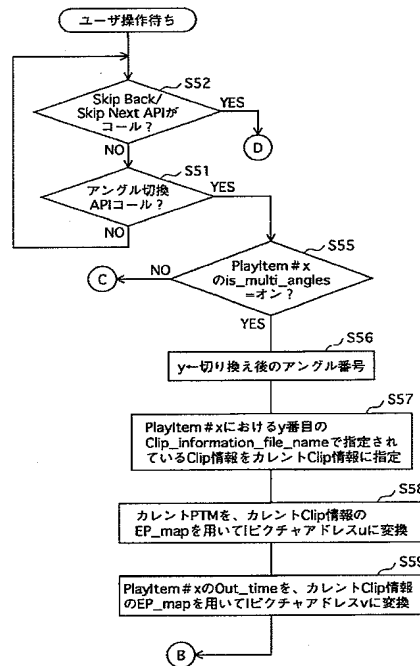 ユーザ操作待ち
S52
Skip Back/
Skip Next APIが
コール？
YES
D
NO
S51
アングル切換
APIコール？
YES
NO
S55
PlayItem＃x
のis_multi_angles
=オン？
NO
C
YES
S56
y←切り換え後のアングル番号
S57
PlayItem＃xにおけるy番目の
Clip_information_file_nameで指定され
ているClip情報をカレントClip情報に指定
S58
カレントPTMを、カレントClip情報の
EP_mapを用いてIピクチャアドレスuに変換
S59
PlayItem＃xのOut_timeを、カレントClip情報
のEP_mapを用いてIピクチャアドレスvに変換
B